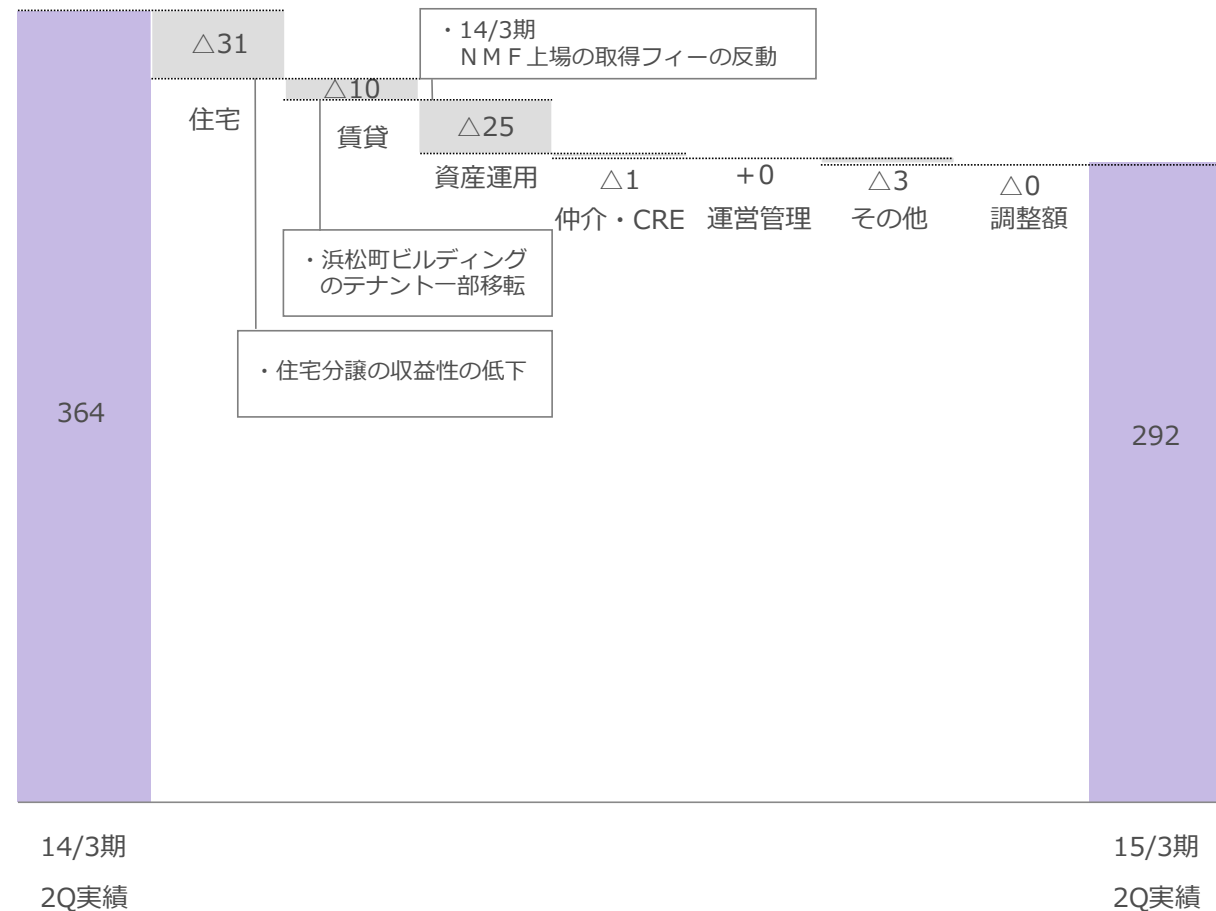 △31
住宅
△10
賃貸
・14/3期
ＮＭＦ上場の取得フィーの反動
△25
資産運用
△1
仲介・CRE
+0
運営管理
△3
その他
△0
調整額
・浜松町ビルディング
のテナント一部移転
・住宅分譲の収益性の低下
364
292
14/3期
2Q実績
15/3期
2Q実績